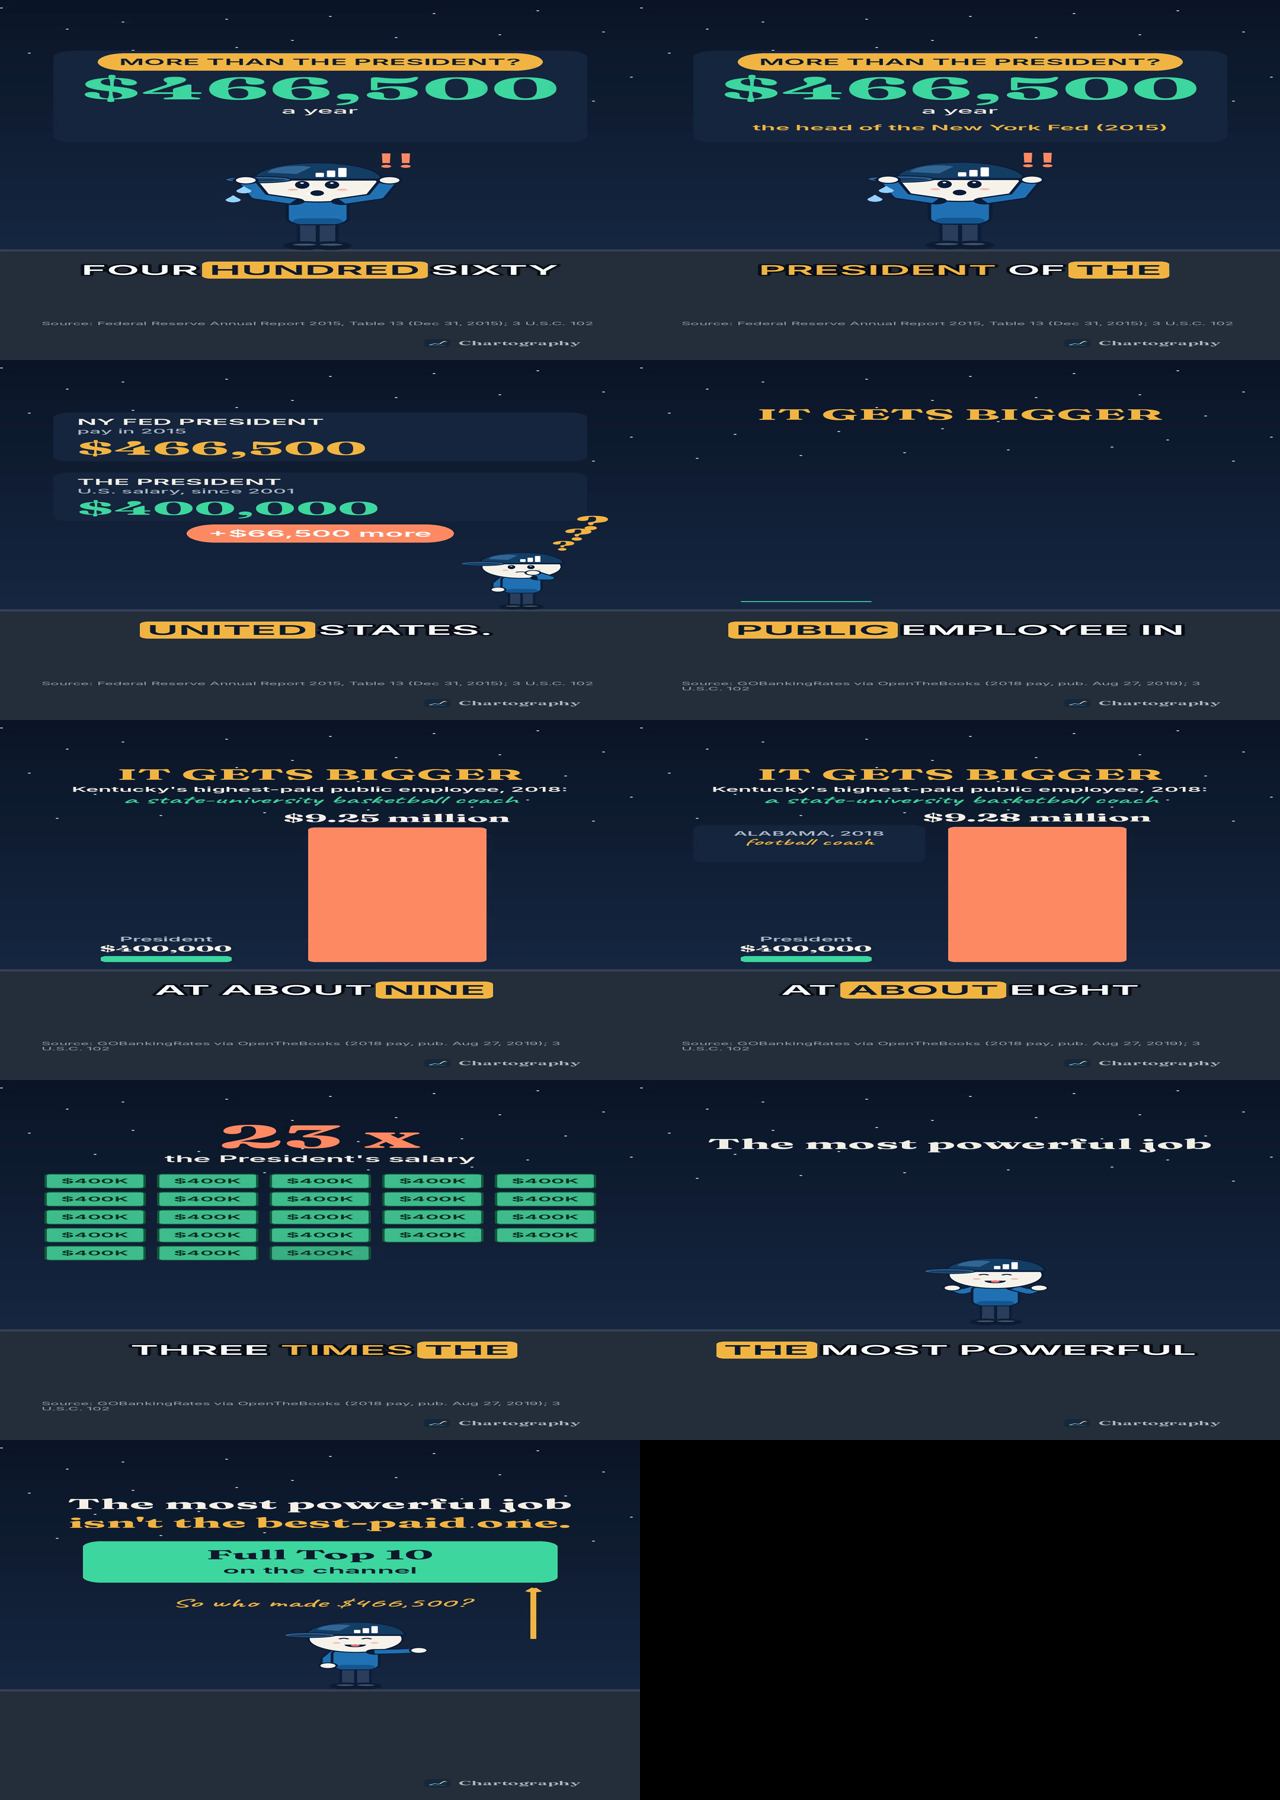 MORE THAN THE PRESIDENT?
$466,500
a year
FOUR HUNDRED SIXTY
Source: Federal Reserve Annual Report 2015, Table 13 (Dec 31, 2015); 3 U.S.C. 102
Chartography
MORE THAN THE PRESIDENT?
$466,500
a year
the head of the New York Fed (2015)
PRESIDENT OF THE
Source: Federal Reserve Annual Report 2015, Table 13 (Dec 31, 2015); 3 U.S.C. 102
Chartography
NY FED PRESIDENT
pay in 2015
$466,500
THE PRESIDENT
U.S. salary, since 2001
$400,000
+$66,500 more
? ? ?
UNITED STATES.
Source: Federal Reserve Annual Report 2015, Table 13 (Dec 31, 2015); 3 U.S.C. 102
Chartography
IT GETS BIGGER
PUBLIC EMPLOYEE IN
Source: GOBankingRates via OpenTheBooks (2018 pay, pub. Aug 27, 2019); 3
U.S.C. 102
Chartography
IT GETS BIGGER
Kentucky's highest-paid public employee, 2018:
a state-university basketball coach
$9.25 million
President
$400,000
AT ABOUT NINE
Source: GOBankingRates via OpenTheBooks (2018 pay, pub. Aug 27, 2019); 3
U.S.C. 102
Chartography
IT GETS BIGGER
Kentucky's highest-paid public employee, 2018:
a state-university basketball coach
$9.28 million
ALABAMA, 2018
football coach
President
$400,000
AT ABOUT EIGHT
Source: GOBankingRates via OpenTheBooks (2018 pay, pub. Aug 27, 2019); 3
U.S.C. 102
Chartography
23 x
the President's salary
$400K $400K $400K $400K $400K
$400K $400K $400K $400K $400K
$400K $400K $400K $400K $400K
$400K $400K $400K $400K $400K
$400K $400K $400K
THREE TIMES THE
Source: GOBankingRates via OpenTheBooks (2018 pay, pub. Aug 27, 2019); 3
U.S.C. 102
Chartography
The most powerful job
THE MOST POWERFUL
Chartography
The most powerful job
isn't the best-paid one.
Full Top 10
on the channel
So who made $466,500?
Chartography